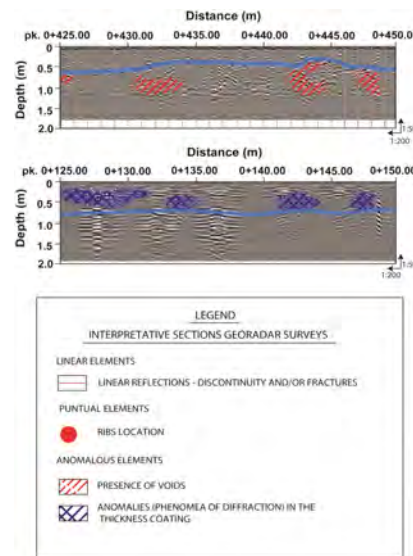 Distance (m)
pk. 0+425.00 0+430.00 0+435.00 0+440.00 0+445.00 0+450.00
Depth (m)
0
0.5
1.0
1.5
2.0
1:200
Distance (m)
pk. 0+125.00 0+130.00 0+135.00 0+140.00 0+145.00 0+150.00
Depth (m)
0
0.5
1.0
1.5
2.0
1:200
LEGEND
INTERPRETATIVE SECTIONS GEORADAR SURVEYS
LINEAR ELEMENTS
LINEAR REFLECTIONS - DISCONTINUITY AND/OR FRACTURES
PUNTUAL ELEMENTS
RIBS LOCATION
ANOMALOUS ELEMENTS
PRESENCE OF VOIDS
ANOMALIES (PHENOMEA OF DIFFRACTION) IN THE
THICKNESS COATING